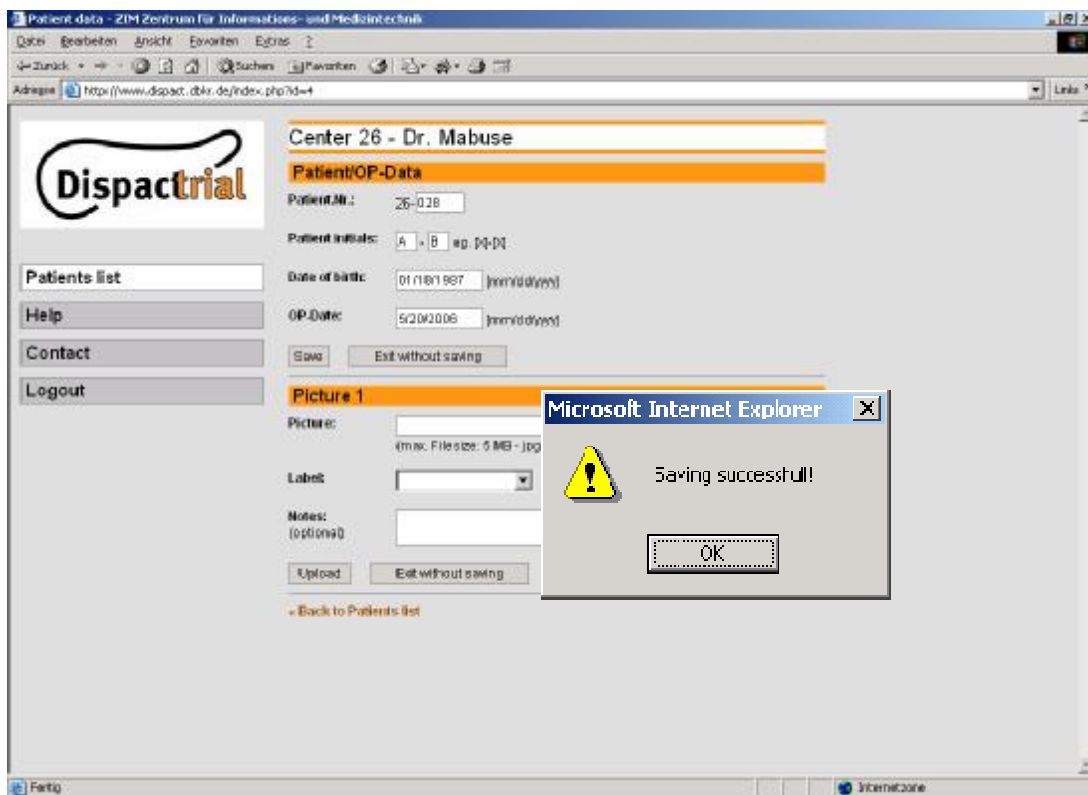 Patient data - ZIM Zentrum für Informations- und Medizintechnik
Datei Bearbeiten Ansicht Favoriten Extras ?
Zurück Suchen Favoriten
Adresse http://www.dispact.dbkr.de/index.php?id=4 Links
Dispacttrial
Patients list
Help
Contact
Logout
Center 26 - Dr. Mabuse
Patient/OP-Data
Patient.Nr.: 26-028
Patient initials: A - B
Date of birth: 01/18/1987 [mm/dd/yyyy]
OP-Date: 5/20/2006 [mm/dd/yyyy]
Save Exit without saving
Picture 1
Picture:
(max. Filesize: 5 MB - jpg
Label:
Notes:
(optional)
Upload Exit without saving
Back to Patients list
Microsoft Internet Explorer
Saving successfull!
OK
Fertig Internetzone